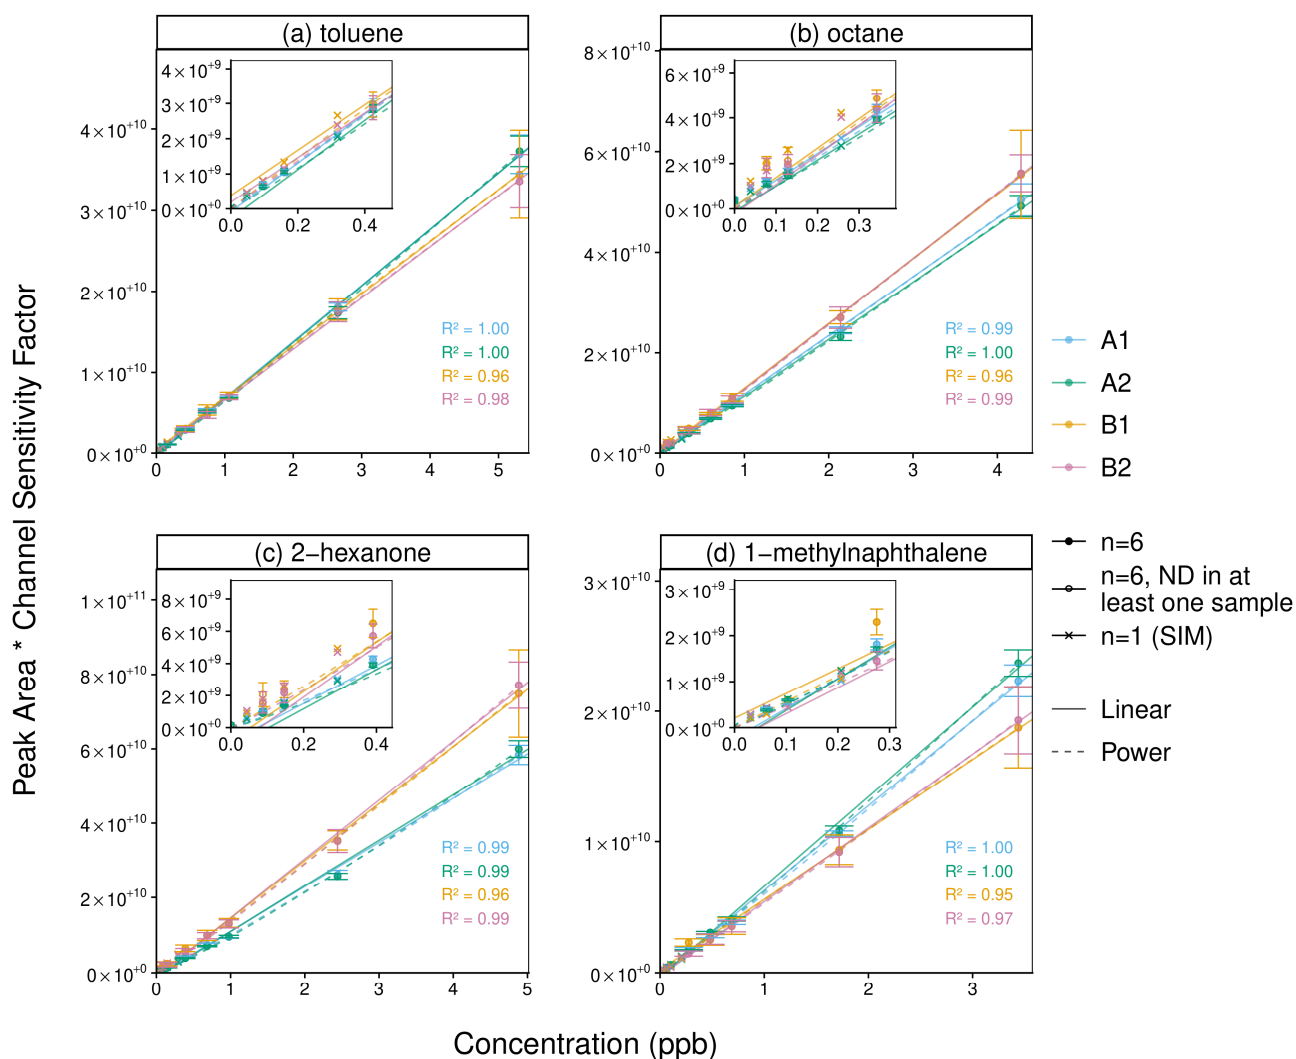 Peak Area * Channel Sensitivity Factor
(a) toluene
4×10⁺¹⁰
3×10⁺¹⁰
2×10⁺¹⁰
1×10⁺¹⁰
0×10⁺⁰
4×10⁺⁹
3×10⁺⁹
2×10⁺⁹
1×10⁺⁹
0×10⁺⁰
0.0 0.2 0.4
R² = 1.00
R² = 1.00
R² = 0.96
R² = 0.98
0 1 2 3 4 5
(b) octane
8×10⁺¹⁰
6×10⁺¹⁰
4×10⁺¹⁰
2×10⁺¹⁰
0×10⁺⁰
6×10⁺⁹
4×10⁺⁹
2×10⁺⁹
0×10⁺⁰
0.0 0.1 0.2 0.3
R² = 0.99
R² = 1.00
R² = 0.96
R² = 0.99
0 1 2 3 4
(c) 2−hexanone
1×10⁺¹¹
8×10⁺¹⁰
6×10⁺¹⁰
4×10⁺¹⁰
2×10⁺¹⁰
0×10⁺⁰
8×10⁺⁹
6×10⁺⁹
4×10⁺⁹
2×10⁺⁹
0×10⁺⁰
0.0 0.2 0.4
R² = 0.99
R² = 0.99
R² = 0.96
R² = 0.99
0 1 2 3 4 5
(d) 1−methylnaphthalene
3×10⁺¹⁰
2×10⁺¹⁰
1×10⁺¹⁰
0×10⁺⁰
3×10⁺⁹
2×10⁺⁹
1×10⁺⁹
0×10⁺⁰
0.0 0.1 0.2 0.3
R² = 1.00
R² = 1.00
R² = 0.95
R² = 0.97
0 1 2 3
Concentration (ppb)
A1
A2
B1
B2
n=6
n=6, ND in at
least one sample
n=1 (SIM)
Linear
Power